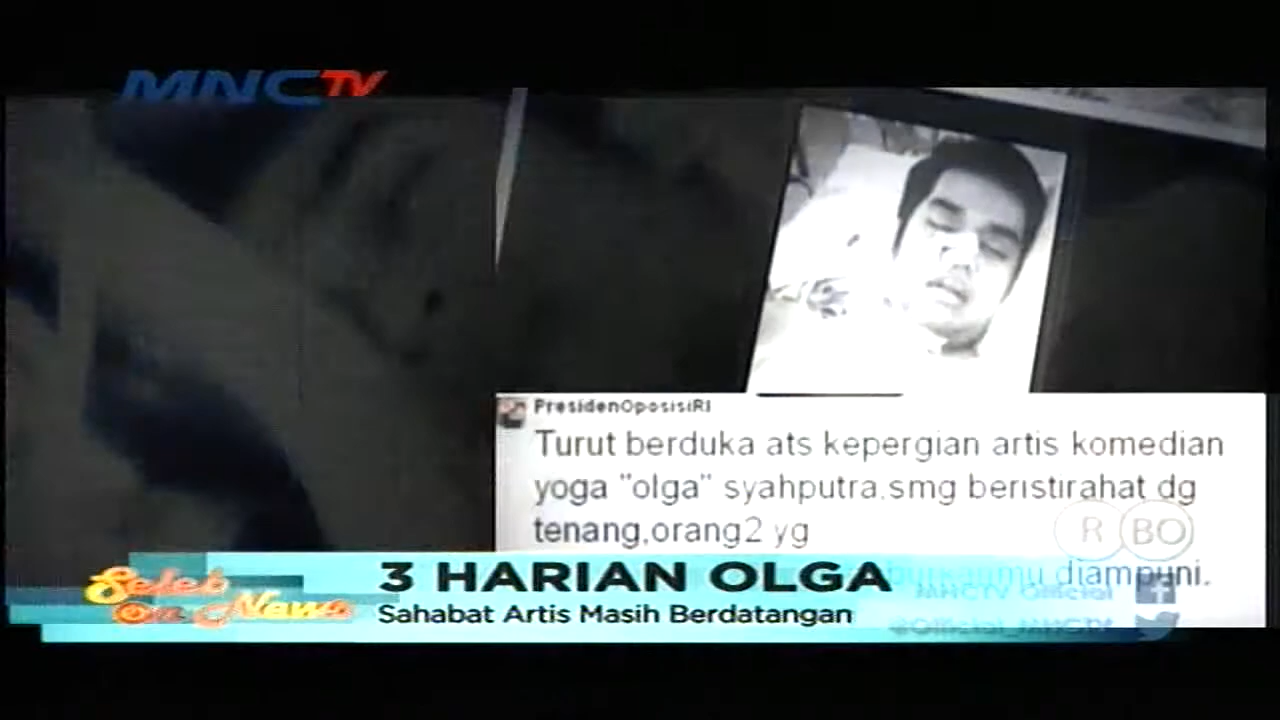 MNCTV
PresidenOposisiRI
Turut berduka ats kepergian artis komedian
yoga "olga" syahputra,smg beristirahat dg
tenang,orang2 yg
R BO
diampuni.
Seleb
On News
3 HARIAN OLGA
Sahabat Artis Masih Berdatangan
MNCTV Official
@Official_MNCTV